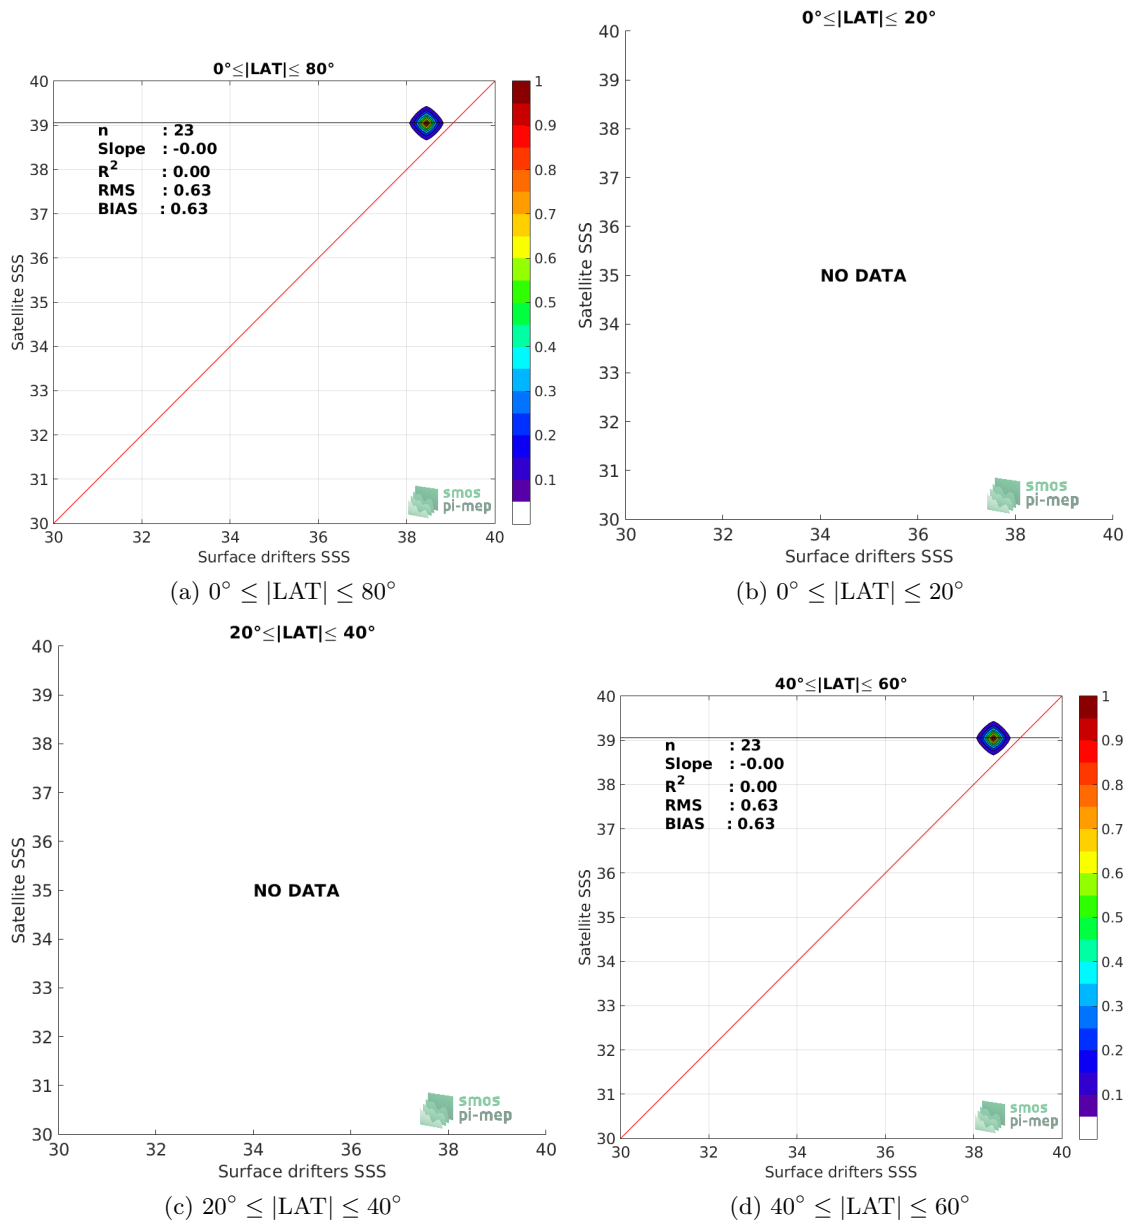 0°≤|LAT|≤ 80°
40
39
38
37
36
35
34
33
32
31
30
Satellite SSS
n : 23
Slope : -0.00
R2 : 0.00
RMS : 0.63
BIAS : 0.63
smos
pi-mep
30 32 34 36 38 40
Surface drifters SSS
1
0.9
0.8
0.7
0.6
0.5
0.4
0.3
0.2
0.1
(a) 0° ≤ |LAT| ≤ 80°
0°≤|LAT|≤ 20°
40
39
38
37
36
35
34
33
32
31
30
Satellite SSS
NO DATA
smos
pi-mep
30 32 34 36 38 40
Surface drifters SSS
(b) 0° ≤ |LAT| ≤ 20°
20°≤|LAT|≤ 40°
40
39
38
37
36
35
34
33
32
31
30
Satellite SSS
NO DATA
smos
pi-mep
30 32 34 36 38 40
Surface drifters SSS
(c) 20° ≤ |LAT| ≤ 40°
40°≤|LAT|≤ 60°
40
39
38
37
36
35
34
33
32
31
30
Satellite SSS
n : 23
Slope : -0.00
R2 : 0.00
RMS : 0.63
BIAS : 0.63
smos
pi-mep
30 32 34 36 38 40
Surface drifters SSS
1
0.9
0.8
0.7
0.6
0.5
0.4
0.3
0.2
0.1
(d) 40° ≤ |LAT| ≤ 60°